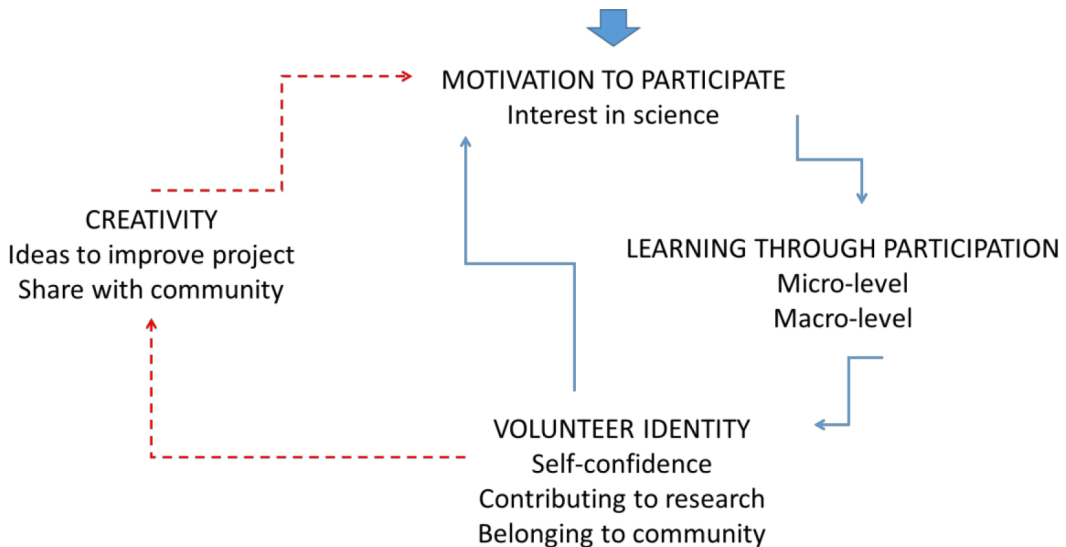 MOTIVATION TO PARTICIPATE
Interest in science
CREATIVITY
Ideas to improve project
Share with community
LEARNING THROUGH PARTICIPATION
Micro-level
Macro-level
VOLUNTEER IDENTITY
Self-confidence
Contributing to research
Belonging to community